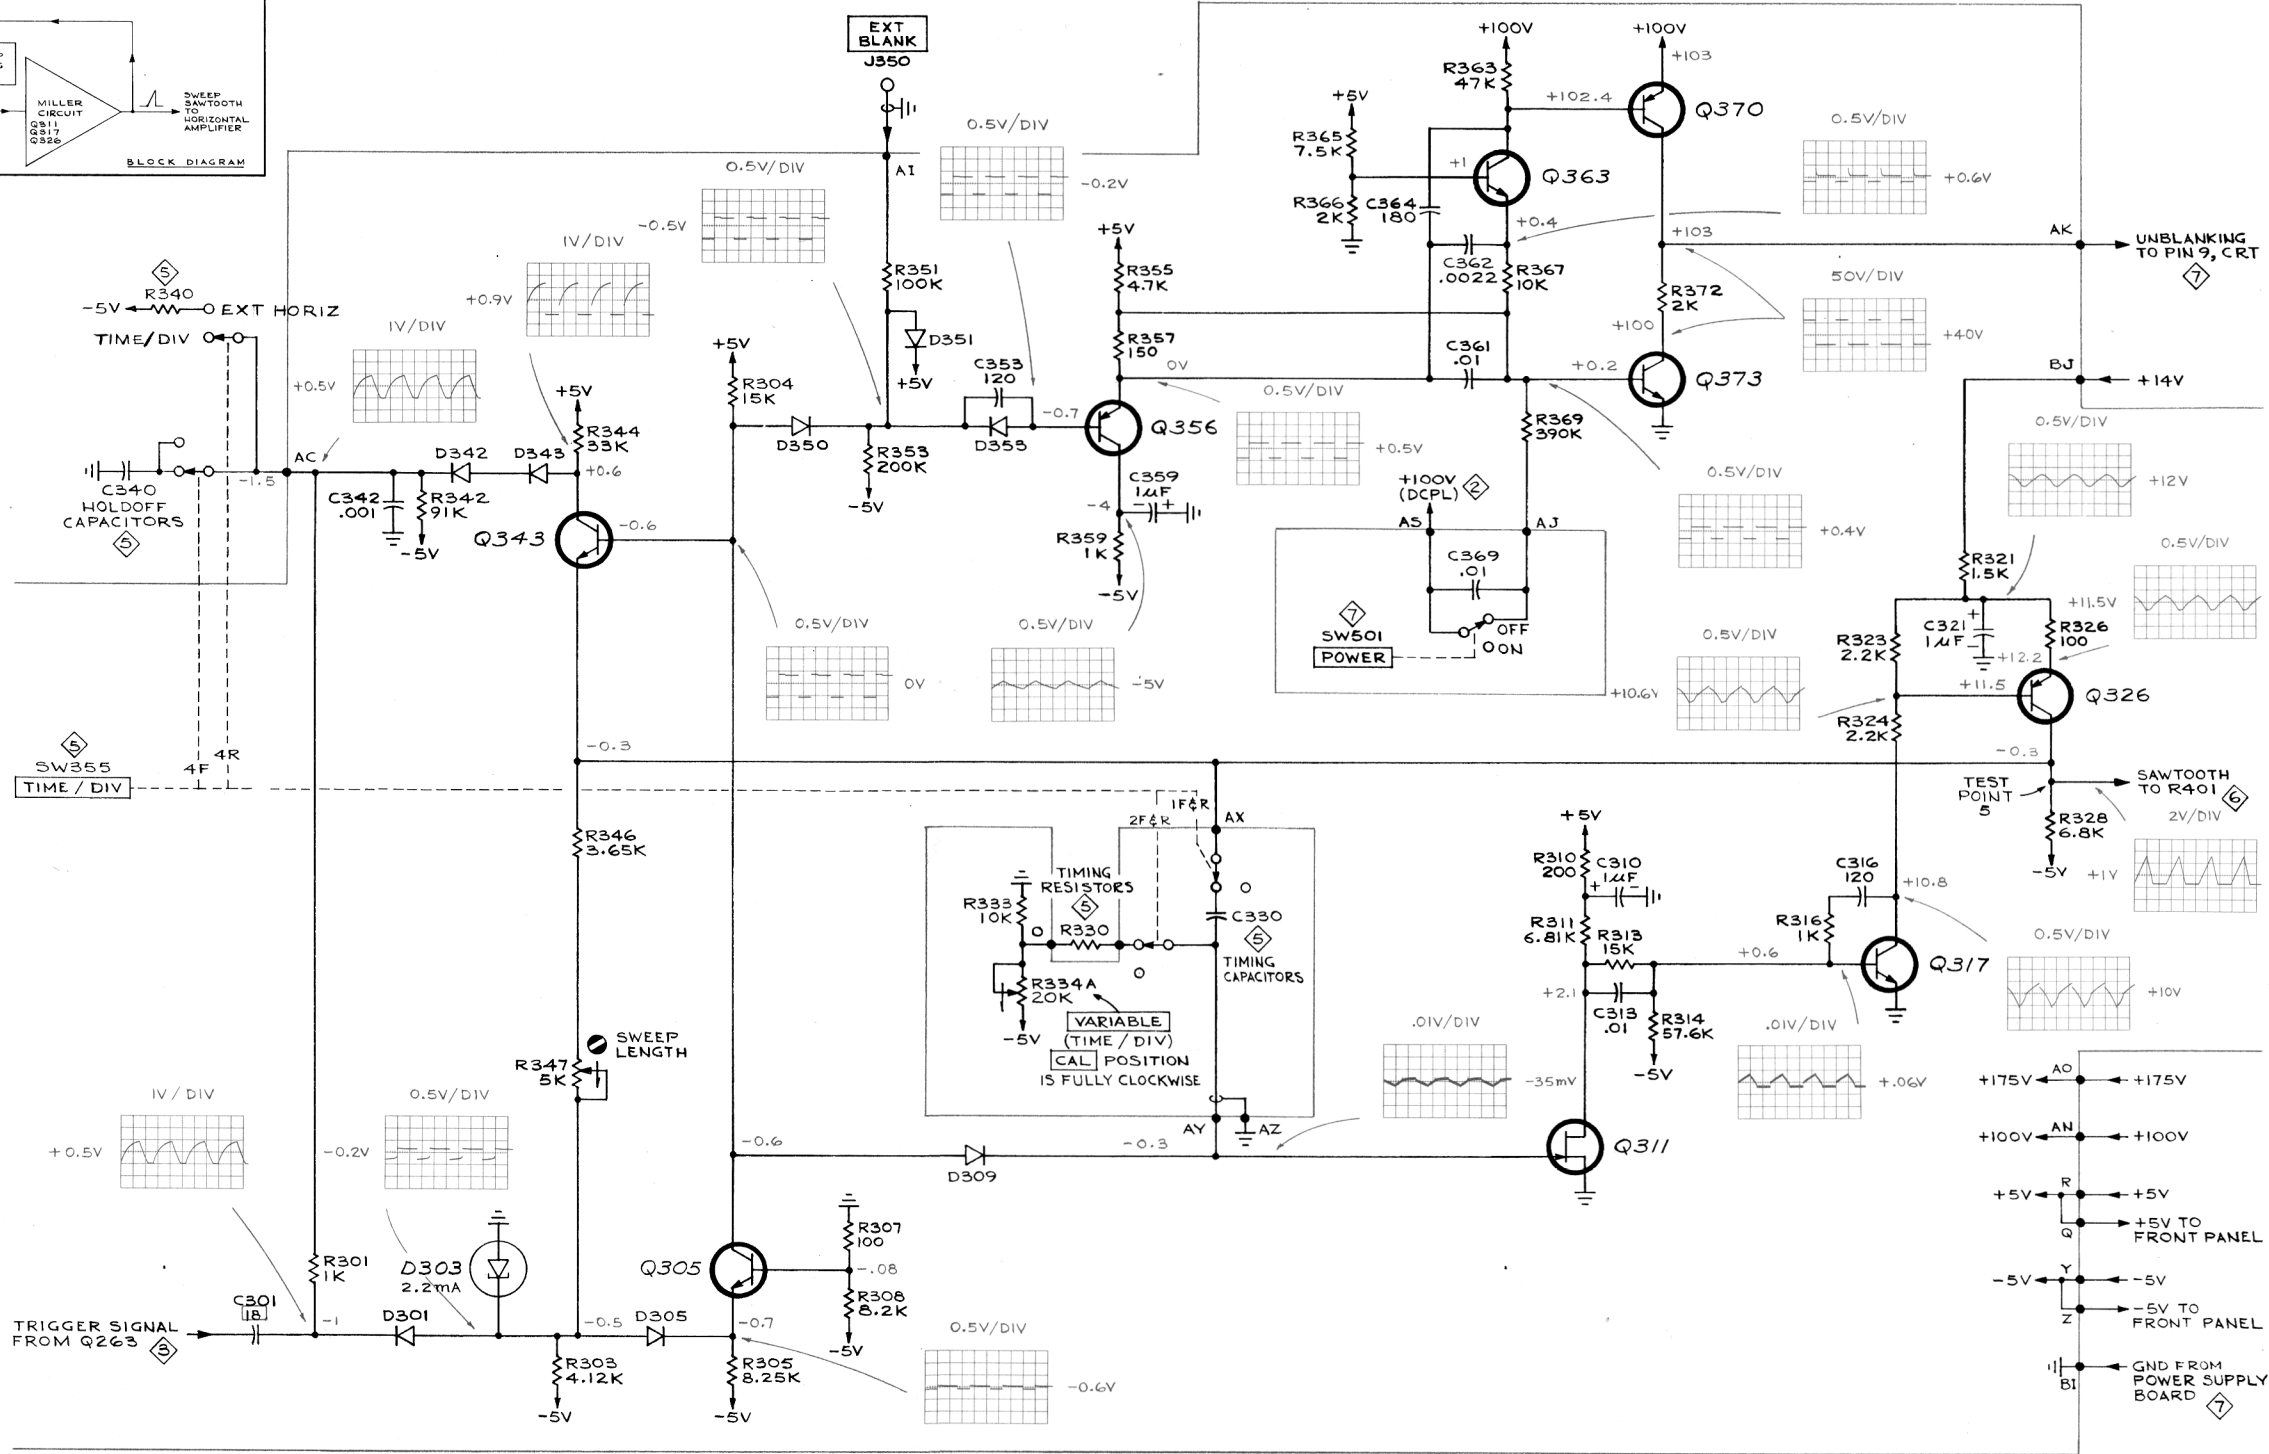 MILLER
CIRCUIT
Q311
Q317
Q326
SWEEP
SAWTOOTH
TO
HORIZONTAL
AMPLIFIER
BLOCK DIAGRAM
EXT
BLANK
J350
AI
+100V
+100V
+103
R363
47K
+102.4
Q370
+5V
R365
7.5K
+1
Q363
R366
2K
C364
180
+0.4
C362
.0022
R367
10K
0.5V/DIV
+0.6V
+103
AK
UNBLANKING
TO PIN 9, CRT
7
R372
2K
+100
50V/DIV
+40V
C361
.01
+0.2
Q373
BJ
+14V
0.5V/DIV
-0.2V
0.5V/DIV
-0.5V
1V/DIV
+0.9V
1V/DIV
+0.5V
5
R340
-5V
EXT HORIZ
TIME/DIV
AC
-1.5
C340
HOLDOFF
CAPACITORS
5
+5V
R344
33K
D342
D343
+0.6
C342
.001
R342
91K
-5V
Q343
-0.6
+5V
R304
15K
R351
100K
D351
+5V
D350
R353
200K
-5V
C353
120
D353
-0.7
+5V
R355
4.7K
R357
150
0V
Q356
0.5V/DIV
+0.5V
C359
1µF
- +
-4
R359
1K
-5V
R369
390K
+100V
(DCPL)
2
AS
AJ
C369
.01
7
SW501
POWER
OFF
ON
0.5V/DIV
+0.4V
0.5V/DIV
+12V
R321
1.5K
0.5V/DIV
+11.5V
C321
1µF
+
-
R326
100
+12.2
R323
2.2K
0.5V/DIV
+10.6V
+11.5
Q326
R324
2.2K
0.5V/DIV
0V
0.5V/DIV
-5V
5
SW355
TIME / DIV
4F
4R
-0.3
-0.3
TEST
POINT
5
SAWTOOTH
TO R401
6
R328
6.8K
-5V
2V/DIV
+1V
R346
3.65K
SWEEP
LENGTH
R347
5K
1F&R
2F&R
AX
TIMING
RESISTORS
5
R333
10K
R330
R334A
20K
-5V
VARIABLE
(TIME / DIV)
CAL POSITION
IS FULLY CLOCKWISE
C330
5
TIMING
CAPACITORS
AY
AZ
+5V
R310
200
C310
1µF
+ -
R311
6.81K
R313
15K
+2.1
C313
.01
R314
57.6K
-5V
+0.6
C316
120
R316
1K
+10.8
Q317
0.5V/DIV
+10V
.01V/DIV
-35mV
.01V/DIV
+.06V
Q311
-0.6
D309
-0.3
1V/DIV
+0.5V
0.5V/DIV
-0.2V
R301
1K
C301
18
TRIGGER SIGNAL
FROM Q263
3
-1
D301
D303
2.2mA
-0.5
D305
-0.7
R303
4.12K
-5V
R305
8.25K
-5V
Q305
R307
100
-.08
R308
8.2K
-5V
0.5V/DIV
-0.6V
+175V
AO
+175V
+100V
AN
+100V
+5V
R
+5V
Q
+5V TO
FRONT PANEL
-5V
Y
-5V
Z
-5V TO
FRONT PANEL
BI
GND FROM
POWER SUPPLY
BOARD
7